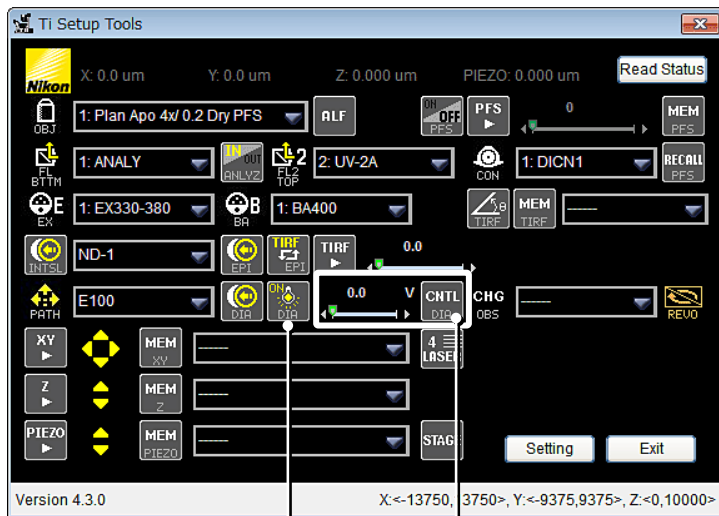 Ti Setup Tools
Nikon X: 0.0 um Y: 0.0 um Z: 0.000 um PIEZO: 0.000 um Read Status
OBJ 1: Plan Apo 4x/ 0.2 Dry PFS ALF ON OFF PFS PFS 0 MEM PFS
FL BTTM 1: ANALY IN OUT ANLYZ 2 FL2 TOP 2: UV-2A CON 1: DICN1 RECALL PFS
E EX 1: EX330-380 B BA 1: BA400 θ TIRF MEM TIRF -----
INTSL ND-1 EPI TIRF EPI TIRF 0.0
PATH E100 DIA ON DIA 0.0 V CNTL DIA CHG OBS ----- REVO
XY MEM XY ----- 4 LASER
Z MEM Z -----
PIEZO MEM PIEZO ----- STAG Setting Exit
Version 4.3.0 X:<-13750, 3750>, Y:<-9375,9375>, Z:<0,10000>